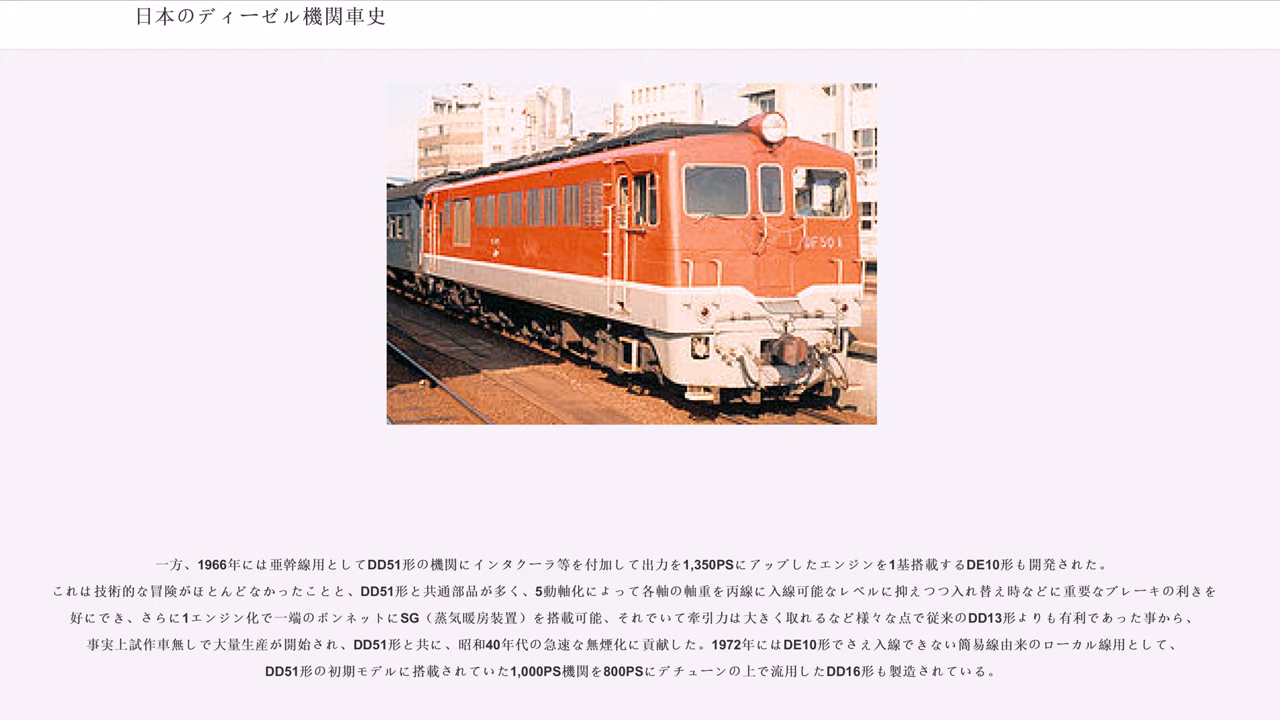 日本のディーゼル機関車史
DF 50 1
一方、1966年には亜幹線用としてDD51形の機関にインタクーラ等を付加して出力を1,350PSにアップしたエンジンを1基搭載するDE10形も開発された。
これは技術的な冒険がほとんどなかったことと、DD51形と共通部品が多く、5動軸化によって各軸の軸重を丙線に入線可能なレベルに抑えつつ入れ替え時などに重要なブレーキの利きを
好にでき、さらに1エンジン化で一端のボンネットにSG（蒸気暖房装置）を搭載可能、それでいて牽引力は大きく取れるなど様々な点で従来のDD13形よりも有利であった事から、
事実上試作車無しで大量生産が開始され、DD51形と共に、昭和40年代の急速な無煙化に貢献した。1972年にはDE10形でさえ入線できない簡易線由来のローカル線用として、
DD51形の初期モデルに搭載されていた1,000PS機関を800PSにデチューンの上で流用したDD16形も製造されている。